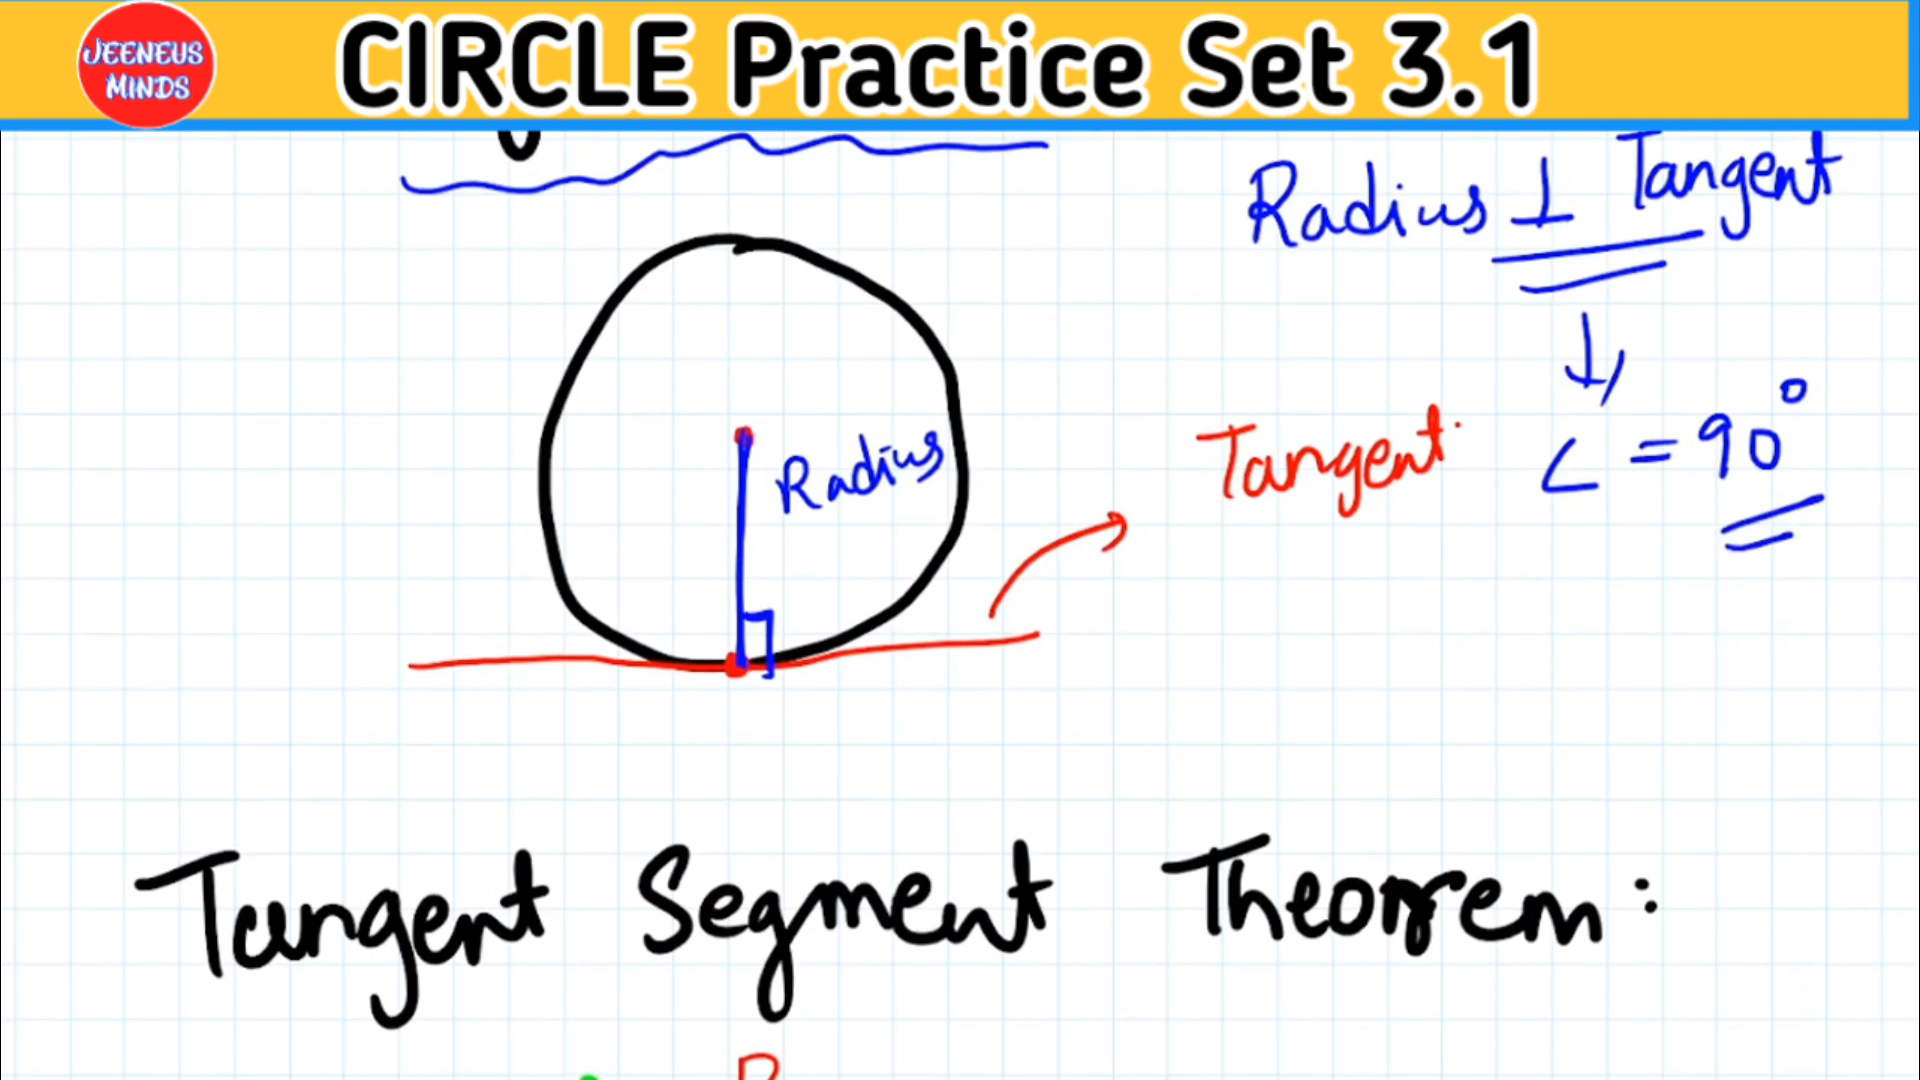 JEENEUS
MINDS
CIRCLE Practice Set 3.1
Radius ⊥ Tangent
Radius
Tangent
∠ = 90°
Tangent Segment Theorem: